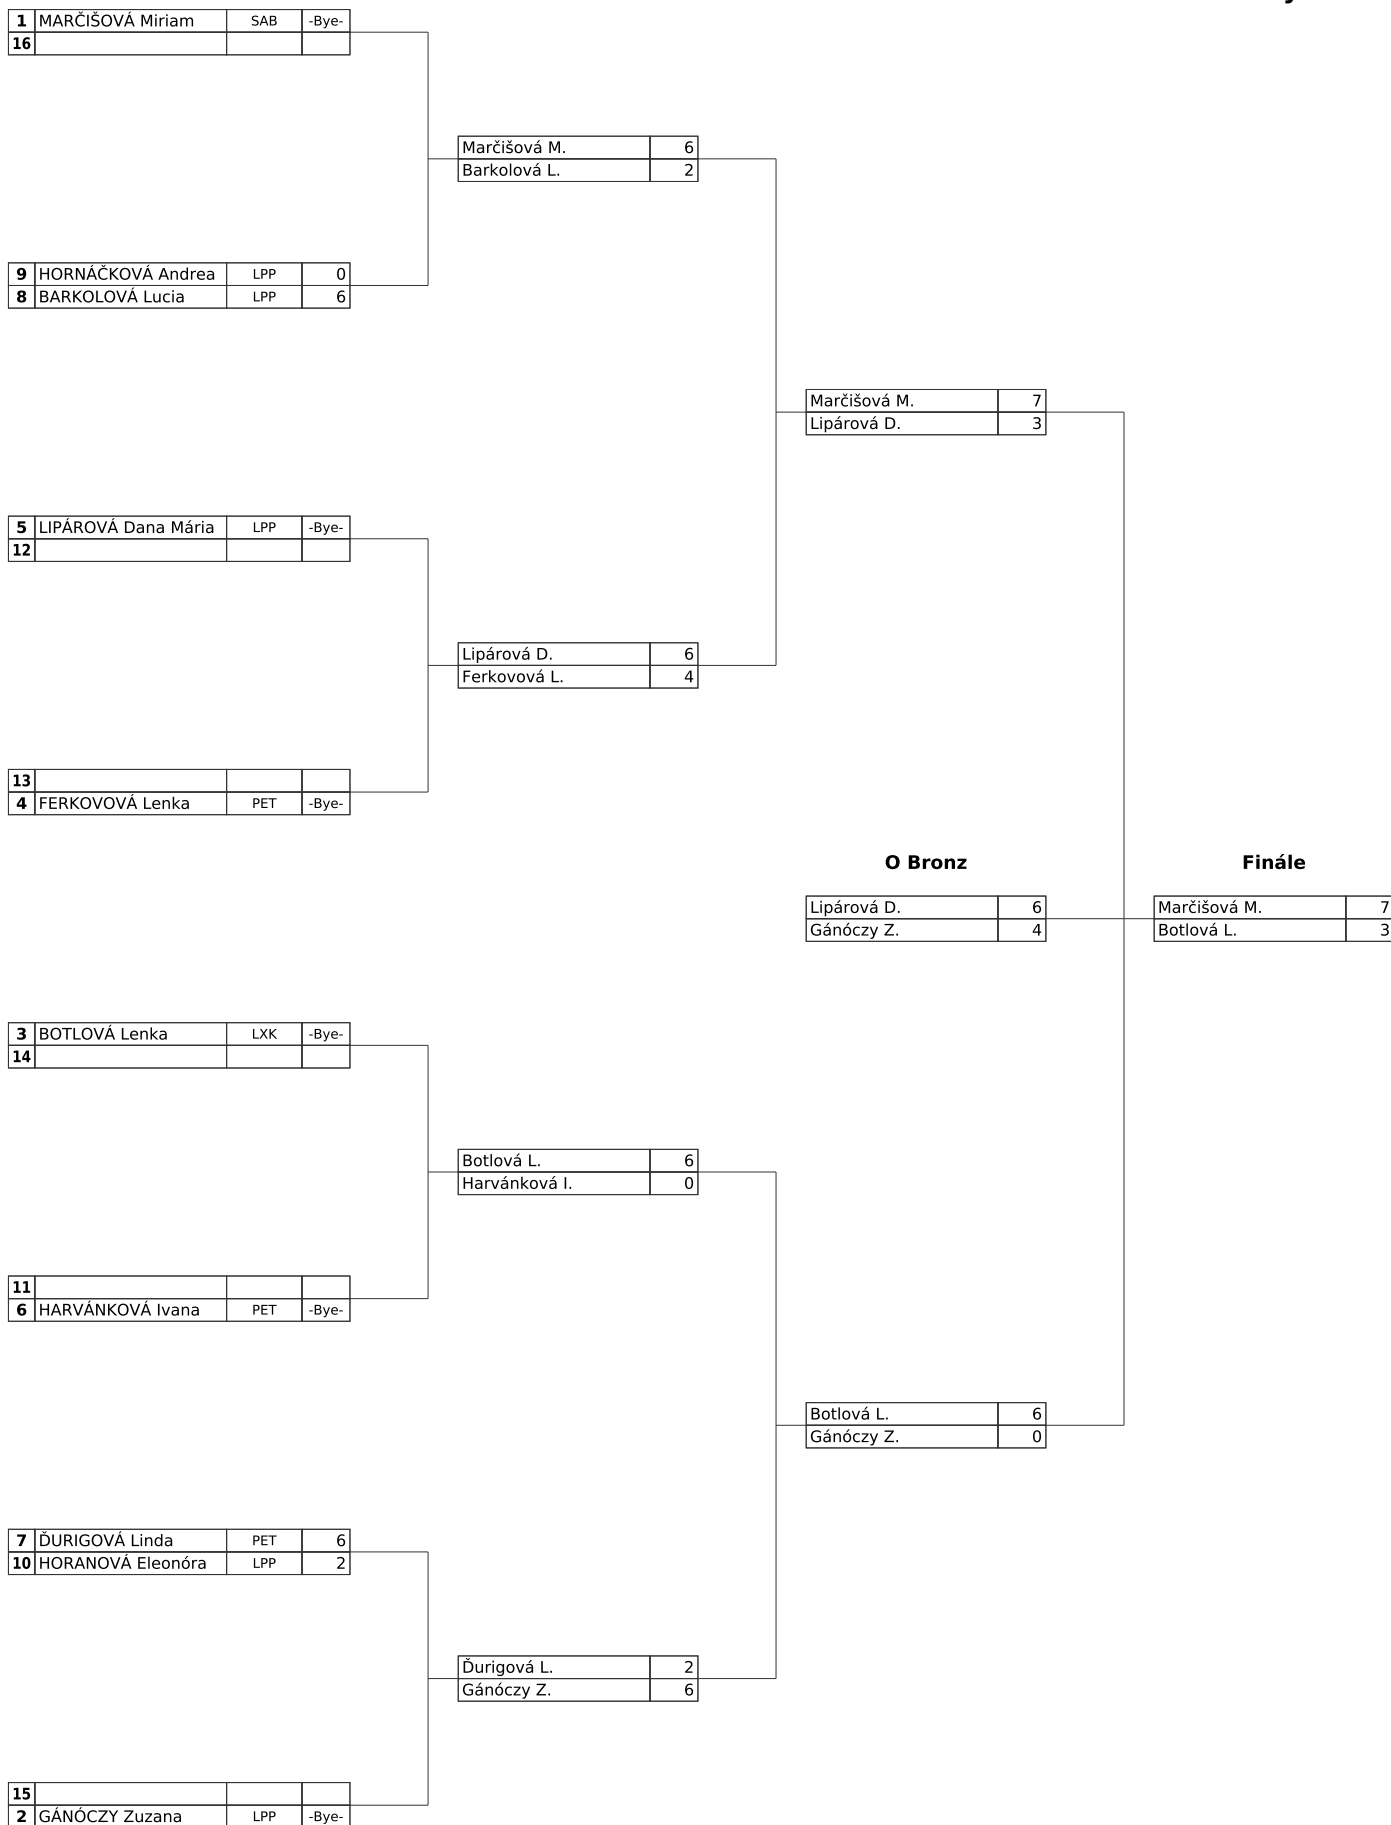 1 MARČIŠOVÁ Miriam SAB -Bye-
16
Marčišová M. 6
Barkolová L. 2
9 HORNÁČKOVÁ Andrea LPP 0
8 BARKOLOVÁ Lucia LPP 6
Marčišová M. 7
Lipárová D. 3
5 LIPÁROVÁ Dana Mária LPP -Bye-
12
Lipárová D. 6
Ferkovová L. 4
13
4 FERKOVOVÁ Lenka PET -Bye-
O Bronz Finále
Lipárová D. 6 Marčišová M. 7
Gánóczy Z. 4 Botlová L. 3
3 BOTLOVÁ Lenka LXK -Bye-
14
Botlová L. 6
Harvánková I. 0
11
6 HARVÁNKOVÁ Ivana PET -Bye-
Botlová L. 6
Gánóczy Z. 0
7 ĎURIGOVÁ Linda PET 6
10 HORANOVÁ Eleonóra LPP 2
Ďurigová L. 2
Gánóczy Z. 6
15
2 GÁNÓCZY Zuzana LPP -Bye-